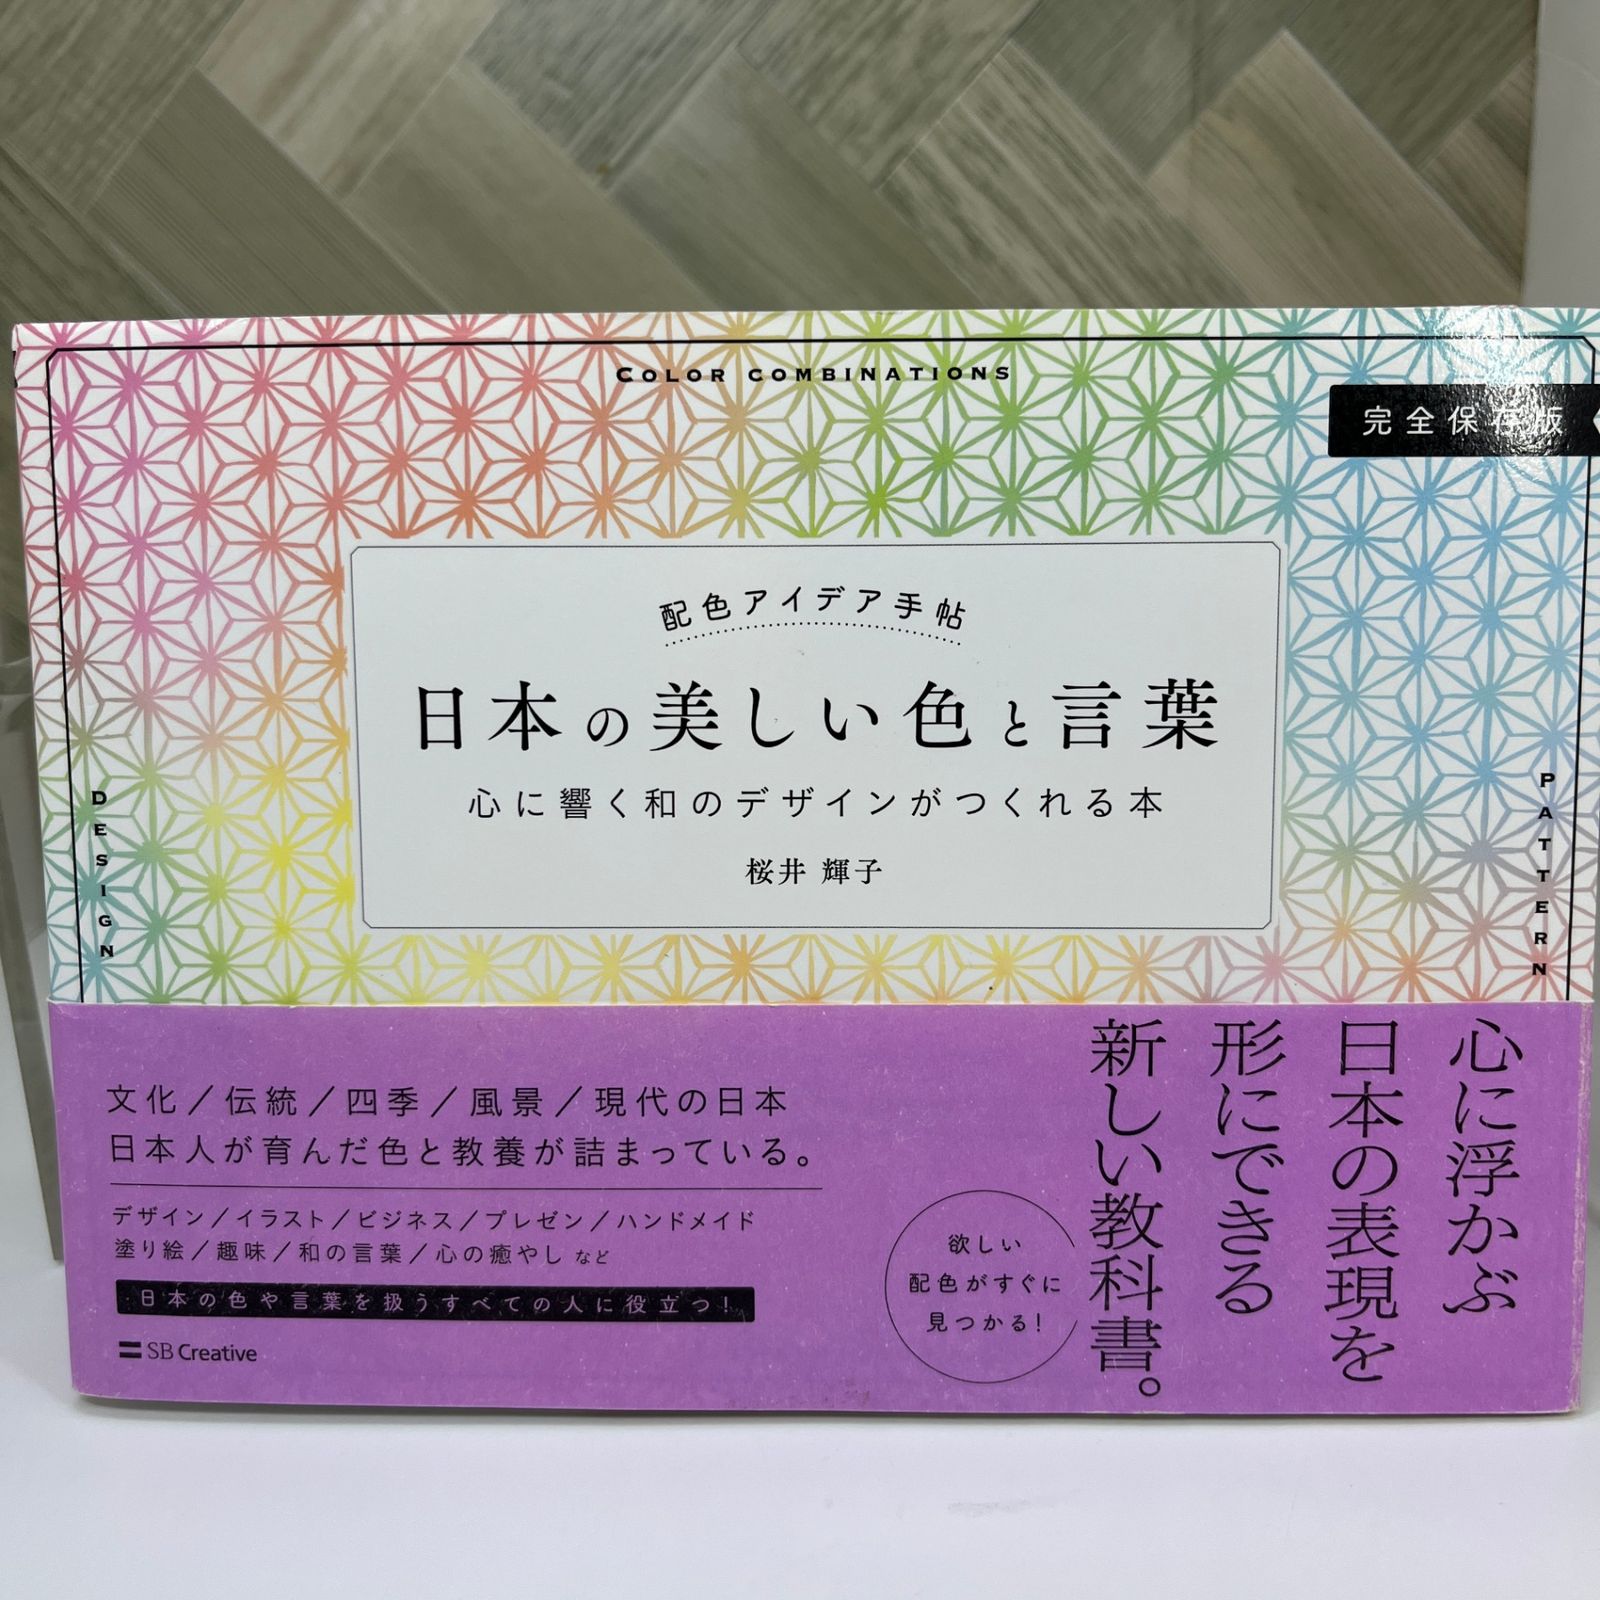 COLOR COMBINATIONS
完全保存版
配色アイデア手帖
日本の美しい色と言葉
心に響く和のデザインがつくれる本
桜井 輝子
DESIGN
PATTERN
心に浮かぶ
日本の表現を
形にできる
新しい教科書。
文化／伝統／四季／風景／現代の日本
日本人が育んだ色と教養が詰まっている。
デザイン／イラスト／ビジネス／プレゼン／ハンドメイド
塗り絵／趣味／和の言葉／心の癒やし など
日本の色や言葉を扱うすべての人に役立つ！
SB Creative
欲しい
配色がすぐに
見つかる！